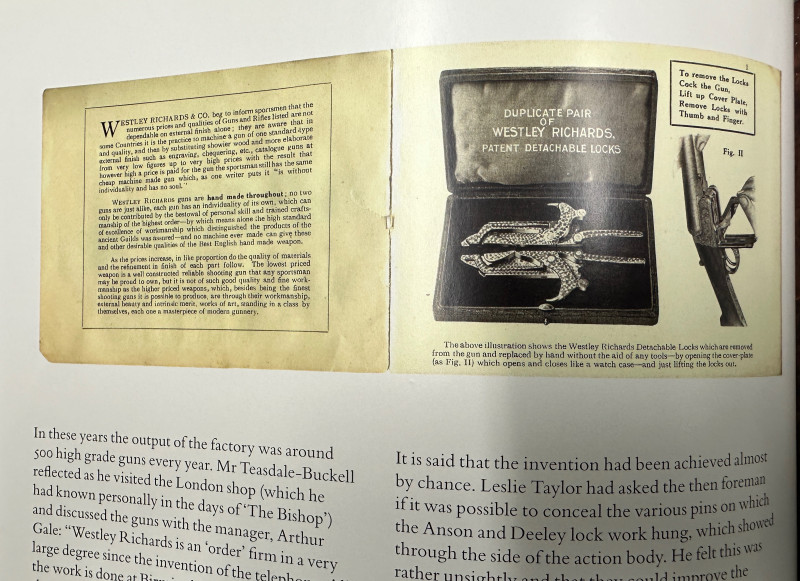 WESTLEY RICHARDS & CO. beg to inform sportsmen that the
numerous prices and qualities of Guns and Rifles listed are not
dependable on external finish alone; they are aware that in
some Countries it is the practice to machine a gun of one standard type
and quality, and then by substituting showier wood and more elaborate
external finish such as engraving, chequering, etc., catalogue guns at
from very low figures up to very high prices with the result that
however high a price is paid for the gun the sportsman still has the same
cheap machine made gun which, as one writer puts it "is without
individuality and has no soul."
WESTLEY RICHARDS guns are hand made throughout; no two
guns are just alike, each gun has an individuality of its own, which can
only be contributed by the bestowal of personal skill and trained crafts-
manship of the highest order—by which means alone the high standard
of excellence of workmanship which distinguished the products of the
ancient Guilds was assured—and no machine ever made can give these
and other desirable qualities of the Best English hand made weapon.
As the prices increase, in like proportion do the quality of materials
and the refinement in finish of each part follow. The lowest priced
weapon is a well constructed reliable shooting gun that any sportsman
may be proud to own, but it is not of such good quality and fine work-
manship as the higher priced weapons, which, besides being the finest
shooting guns it is possible to produce, are through their workmanship,
external beauty and intrinsic merit, works of art, standing in a class by
themselves, each one a masterpiece of modern gunnery.
1
DUPLICATE PAIR
OF
WESTLEY RICHARDS,
PATENT DETACHABLE LOCKS
To remove the Locks
Cock the Gun,
Lift up Cover Plate,
Remove Locks with
Thumb and Finger.
Fig. II
The above illustration shows the Westley Richards Detachable Locks which are removed
from the gun and replaced by hand without the aid of any tools—by opening the cover-plate
(as Fig. II) which opens and closes like a watch case—and just lifting the locks out.
In these years the output of the factory was around
500 high grade guns every year. Mr Teasdale-Buckell
reflected as he visited the London shop (which he
had known personally in the days of 'The Bishop')
and discussed the guns with the manager, Arthur
Gale: "Westley Richards is an 'order' firm in a very
large degree since the invention of the
the work is done at
It is said that the invention had been achieved almost
by chance. Leslie Taylor had asked the then foreman
if it was possible to conceal the various pins on which
the Anson and Deeley lock work hung, which showed
through the side of the action body. He felt this was
rather unsightly and that they could improve the